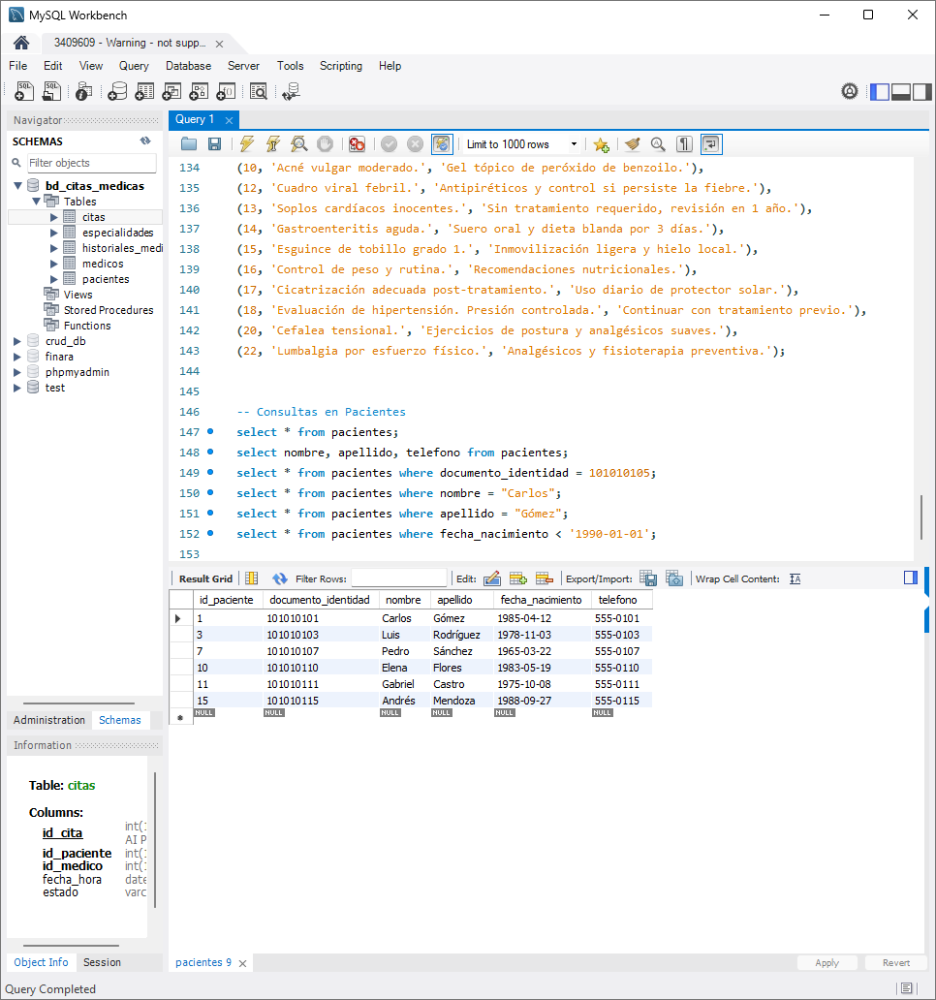 MySQL Workbench
3409609 - Warning - not supp...
File Edit View Query Database Server Tools Scripting Help
Navigator
SCHEMAS
Filter objects
bd_citas_medicas
Tables
citas
especialidades
historiales_medi
medicos
pacientes
Views
Stored Procedures
Functions
crud_db
finara
phpmyadmin
test
Administration Schemas
Information
Table: citas
Columns:
id_cita int(1
AI P
id_paciente int(1
id_medico int(1
fecha_hora date
estado varc
Object Info Session
Query 1
Limit to 1000 rows
134 (10, 'Acné vulgar moderado.', 'Gel tópico de peróxido de benzoilo.'),
135 (12, 'Cuadro viral febril.', 'Antipiréticos y control si persiste la fiebre.'),
136 (13, 'Soplos cardíacos inocentes.', 'Sin tratamiento requerido, revisión en 1 año.'),
137 (14, 'Gastroenteritis aguda.', 'Suero oral y dieta blanda por 3 días.'),
138 (15, 'Esguince de tobillo grado 1.', 'Inmovilización ligera y hielo local.'),
139 (16, 'Control de peso y rutina.', 'Recomendaciones nutricionales.'),
140 (17, 'Cicatrización adecuada post-tratamiento.', 'Uso diario de protector solar.'),
141 (18, 'Evaluación de hipertensión. Presión controlada.', 'Continuar con tratamiento previo.'),
142 (20, 'Cefalea tensional.', 'Ejercicios de postura y analgésicos suaves.'),
143 (22, 'Lumbalgia por esfuerzo físico.', 'Analgésicos y fisioterapia preventiva.');
144
145
146 -- Consultas en Pacientes
147 select * from pacientes;
148 select nombre, apellido, telefono from pacientes;
149 select * from pacientes where documento_identidad = 101010105;
150 select * from pacientes where nombre = "Carlos";
151 select * from pacientes where apellido = "Gómez";
152 select * from pacientes where fecha_nacimiento < '1990-01-01';
153
Result Grid Filter Rows: Edit: Export/Import: Wrap Cell Content:
id_paciente documento_identidad nombre apellido fecha_nacimiento telefono
1 101010101 Carlos Gómez 1985-04-12 555-0101
3 101010103 Luis Rodríguez 1978-11-03 555-0103
7 101010107 Pedro Sánchez 1965-03-22 555-0107
10 101010110 Elena Flores 1983-05-19 555-0110
11 101010111 Gabriel Castro 1975-10-08 555-0111
15 101010115 Andrés Mendoza 1988-09-27 555-0115
NULL NULL NULL NULL NULL NULL
pacientes 9
Apply Revert
Query Completed